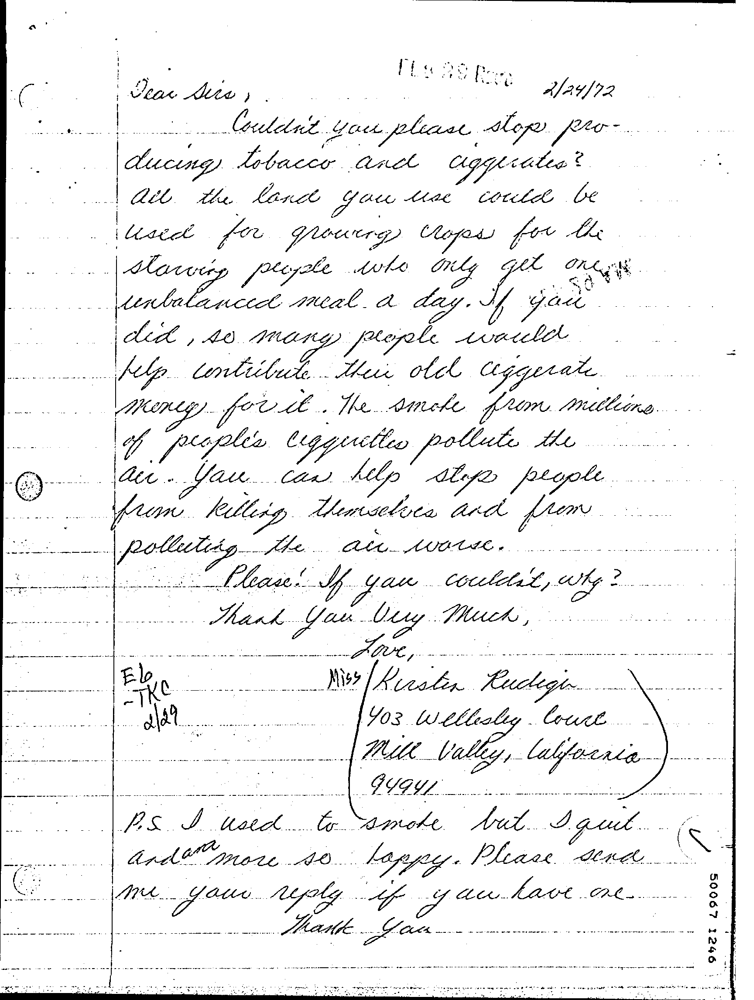 FEB 29 Rec'd
2/24/72
Dear Sirs,
Couldn't you please stop pro-
ducing tobacco and ciggerates?
All the land you use could be
used for growing crops for the
starving people who only get one
unbalanced meal a day. If you
did, so many people would
help contribute their old ciggerate
money for it. The smoke from millions
of people's ciggerettes pollute the
air. You can help stop people
from killing themselves and from
polluting the air worse.
Please! If you couldn't, why?
Thank You Very Much,
Love,
Miss Kirsten Rudigin
403 Wellesley Court
Mill Valley, California
94941
Eb
-TKC
2/29
P.S. I used to smoke but I quit
and am more so happy. Please send
me your reply if you have one.
Thank you
50067 1246